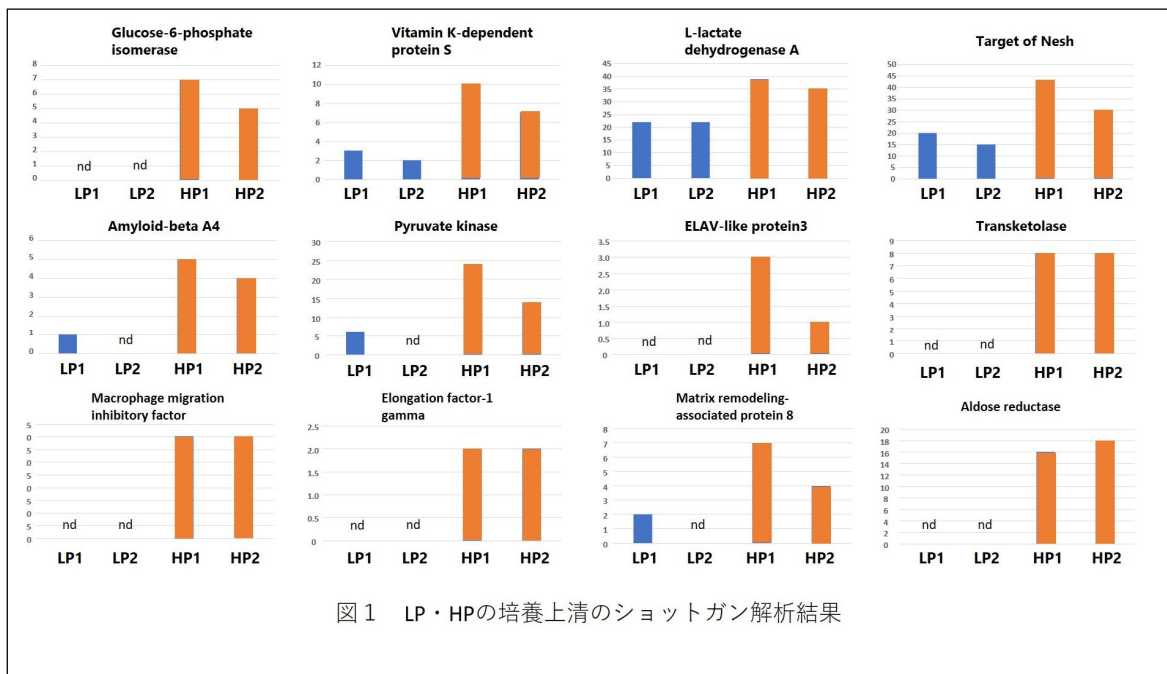 Glucose-6-phosphate
isomerase
8
7
6
5
4
3
2
1
0
nd
nd
LP1 LP2 HP1 HP2
Vitamin K-dependent
protein S
12
10
8
6
4
2
0
LP1 LP2 HP1 HP2
L-lactate
dehydrogenase A
45
40
35
30
25
20
15
10
5
0
LP1 LP2 HP1 HP2
Target of Nesh
50
45
40
35
30
25
20
15
10
5
0
LP1 LP2 HP1 HP2
Amyloid-beta A4
6
5
4
3
2
1
0
nd
LP1 LP2 HP1 HP2
Pyruvate kinase
30
25
20
15
10
5
0
nd
LP1 LP2 HP1 HP2
ELAV-like protein3
3.5
3.0
2.5
2.0
1.5
1.0
0.5
0
nd
nd
LP1 LP2 HP1 HP2
Transketolase
9
8
7
6
5
4
3
2
1
0
nd
nd
LP1 LP2 HP1 HP2
Macrophage migration
inhibitory factor
nd
nd
LP1 LP2 HP1 HP2
Elongation factor-1
gamma
2.5
2.0
1.5
1.0
0.5
0
nd
nd
LP1 LP2 HP1 HP2
Matrix remodeling-
associated protein 8
8
7
6
5
4
3
2
1
0
nd
LP1 LP2 HP1 HP2
Aldose reductase
20
18
16
14
12
10
8
6
4
2
0
nd
nd
LP1 LP2 HP1 HP2
図1 LP・HPの培養上清のショットガン解析結果